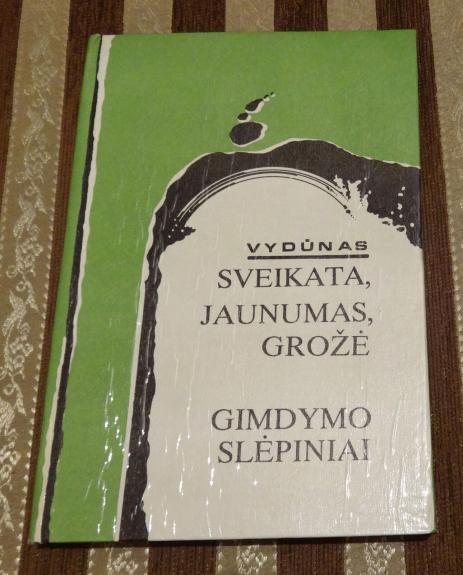 VYDŪNAS
SVEIKATA,
JAUNUMAS,
GROŽĖ
GIMDYMO
SLĖPINIAI